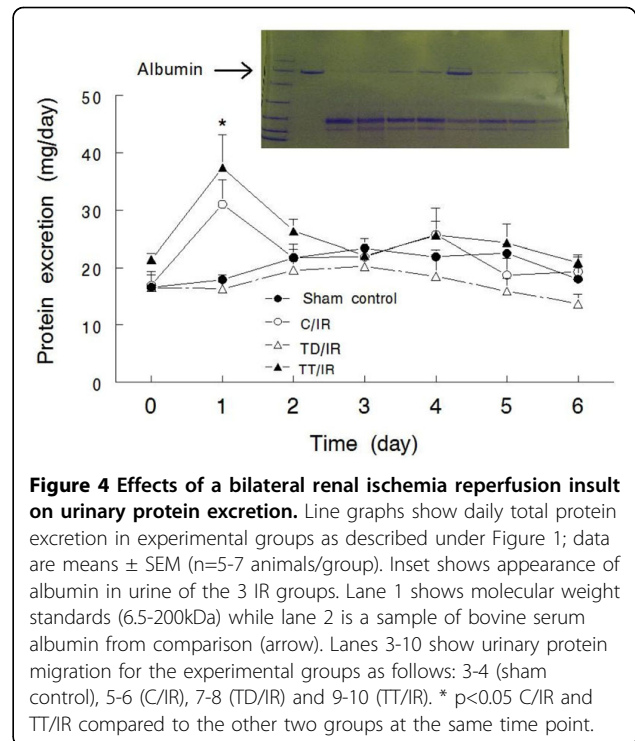 Albumin
50
40
30
20
10
0
Protein excretion (mg/day)
*
Sham control
C/IR
TD/IR
TT/IR
0 1 2 3 4 5 6
Time (day)
Figure 4 Effects of a bilateral renal ischemia reperfusion insult
on urinary protein excretion. Line graphs show daily total protein
excretion in experimental groups as described under Figure 1; data
are means ± SEM (n=5-7 animals/group). Inset shows appearance of
albumin in urine of the 3 IR groups. Lane 1 shows molecular weight
standards (6.5-200kDa) while lane 2 is a sample of bovine serum
albumin from comparison (arrow). Lanes 3-10 show urinary protein
migration for the experimental groups as follows: 3-4 (sham
control), 5-6 (C/IR), 7-8 (TD/IR) and 9-10 (TT/IR). * p<0.05 C/IR and
TT/IR compared to the other two groups at the same time point.